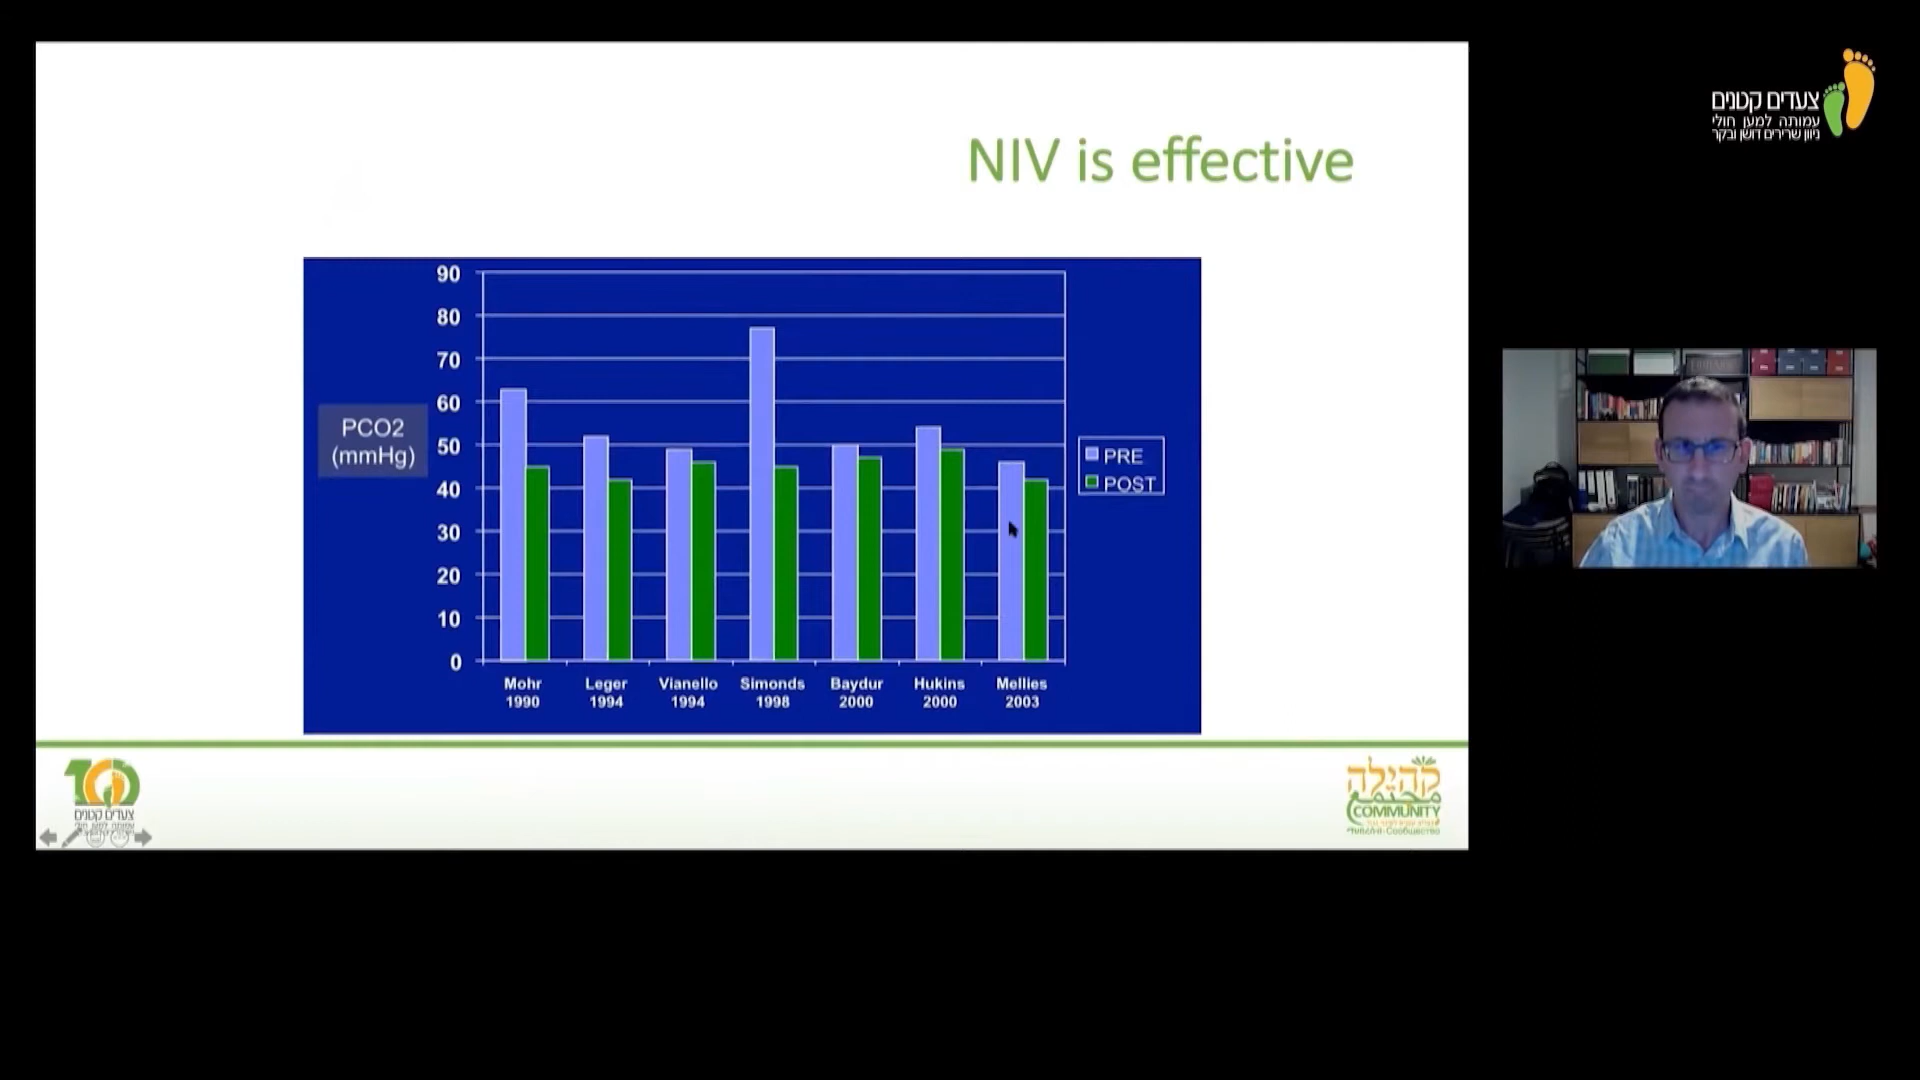 NIV is effective
צעדים קטנים
עמותה למען חולי
ניוון שרירים דושן ובקר
90
80
70
60
50
40
30
20
10
0
PCO2
(mmHg)
PRE
POST
Mohr
1990
Leger
1994
Vianello
1994
Simonds
1998
Baydur
2000
Hukins
2000
Mellies
2003
10
צעדים קטנים
קהילה
مجتمع
COMMUNITY